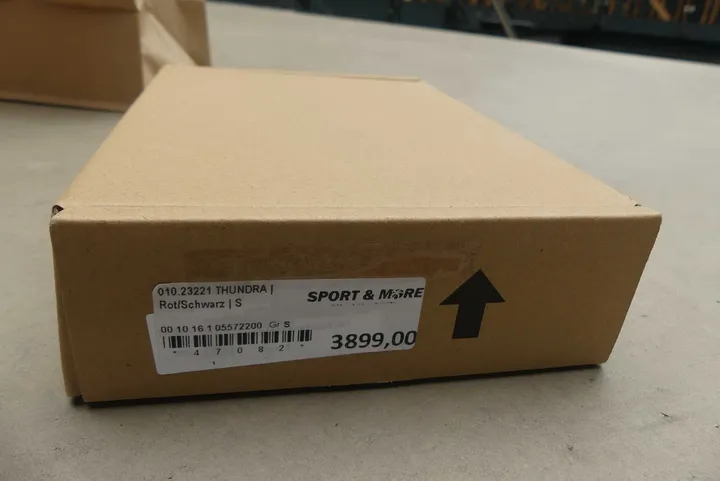 010.23221 THUNDRA |
Rot/Schwarz | S
SPORT & MORE
00 10 16 1 05572200 Gr S
* 4 7 0 8 2 *
3899,00
1